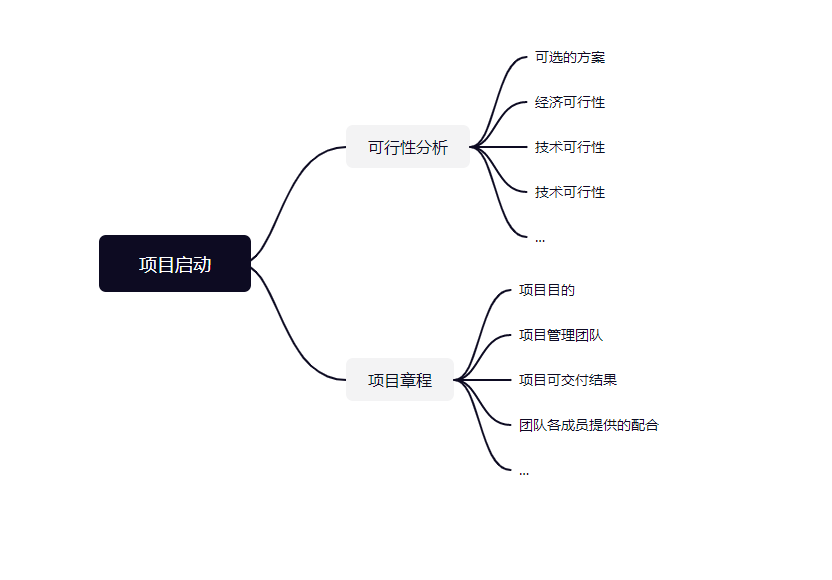 项目启动
可行性分析
可选的方案
经济可行性
技术可行性
技术可行性
...
项目章程
项目目的
项目管理团队
项目可交付结果
团队各成员提供的配合
...